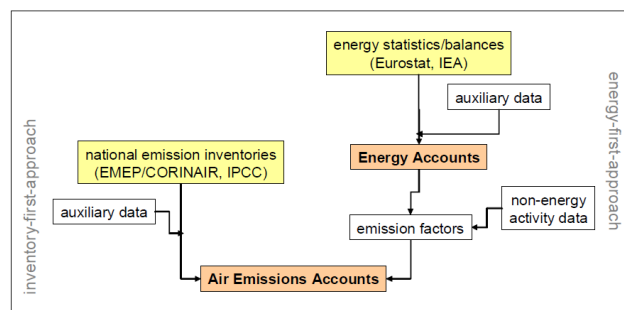 energy statistics/balances
(Eurostat, IEA)
auxiliary data
Energy Accounts
national emission inventories
(EMEP/CORINAIR, IPCC)
auxiliary data
emission factors
non-energy
activity data
Air Emissions Accounts
inventory-first-approach
energy-first-approach